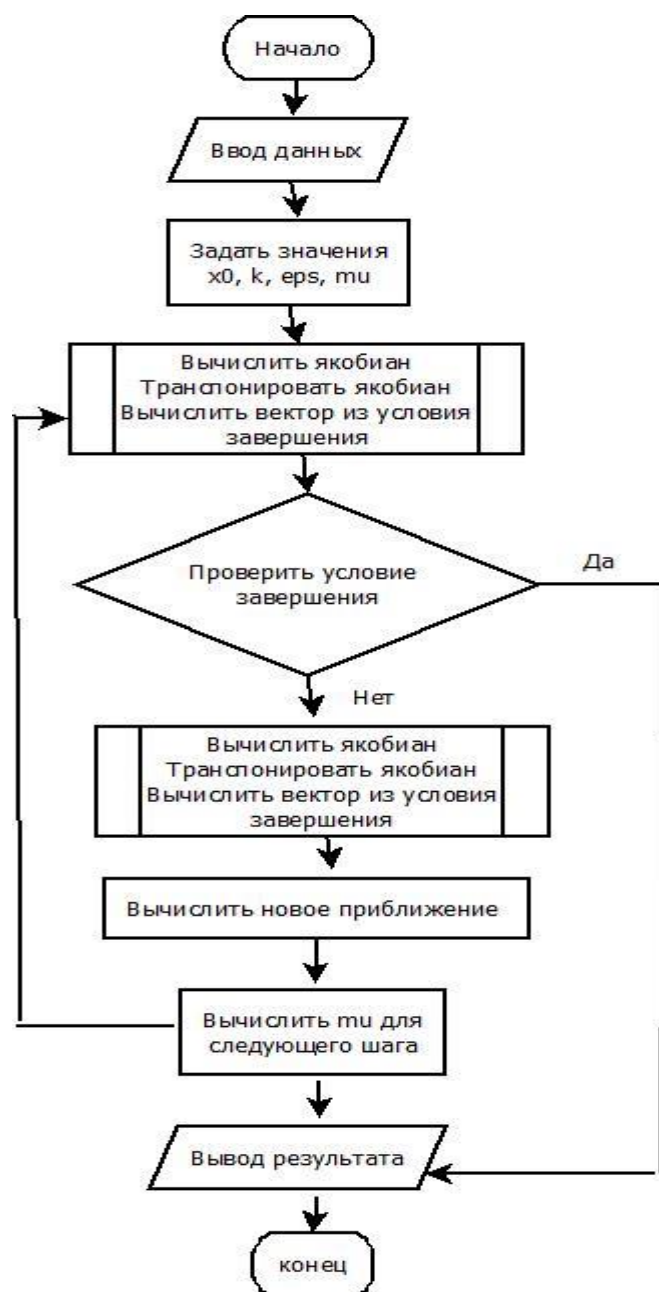 Начало
Ввод данных
Задать значения
x0, k, eps, mu
Вычислить якобиан
Транспонировать якобиан
Вычислить вектор из условия
завершения
Проверить условие
завершения
Да
Нет
Вычислить якобиан
Транспонировать якобиан
Вычислить вектор из условия
завершения
Вычислить новое приближение
Вычислить mu для
следующего шага
Вывод результата
конец